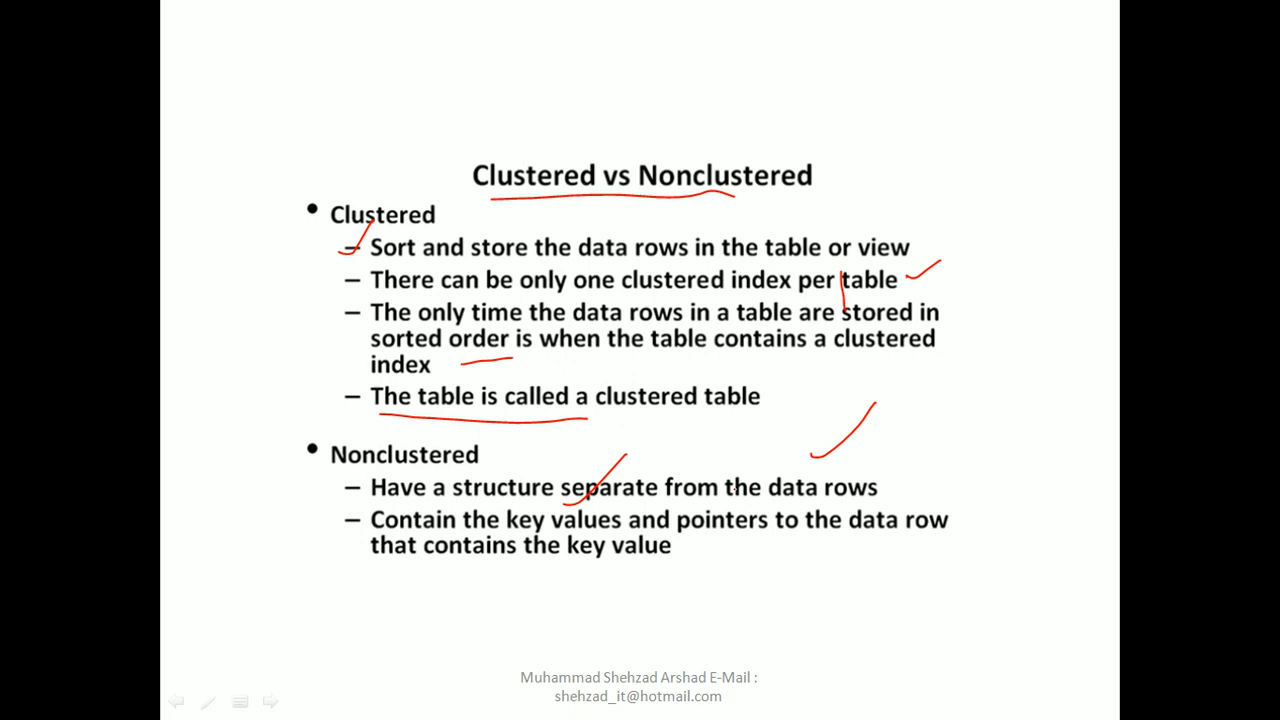 Clustered vs Nonclustered
• Clustered
– Sort and store the data rows in the table or view
– There can be only one clustered index per table
– The only time the data rows in a table are stored in
sorted order is when the table contains a clustered
index
– The table is called a clustered table
• Nonclustered
– Have a structure separate from the data rows
– Contain the key values and pointers to the data row
that contains the key value
Muhammad Shehzad Arshad E-Mail :
shehzad_it@hotmail.com